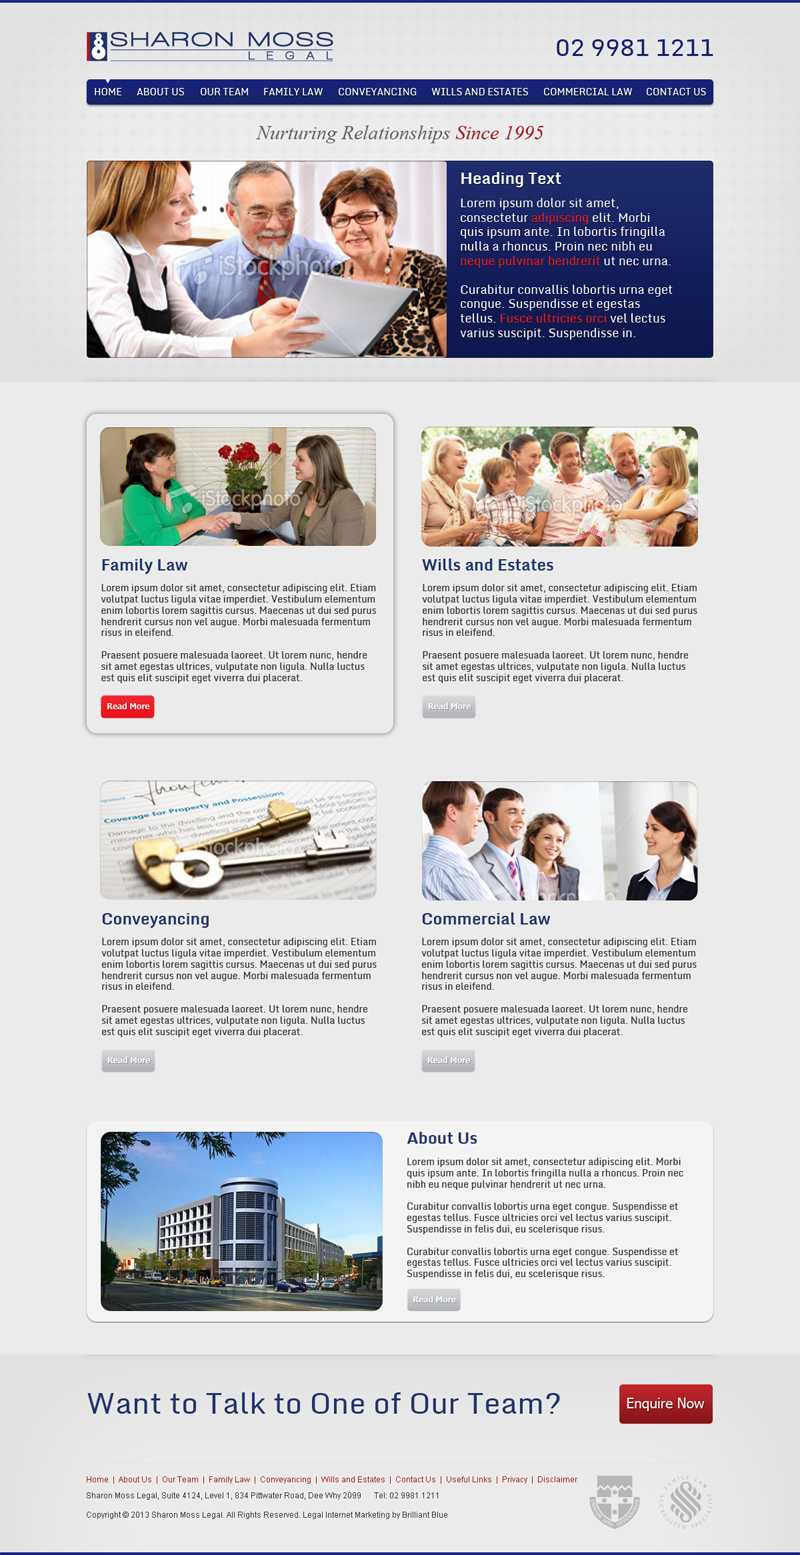 SHARON MOSS
LEGAL
02 9981 1211
HOME ABOUT US OUR TEAM FAMILY LAW CONVEYANCING WILLS AND ESTATES COMMERCIAL LAW CONTACT US
Nurturing Relationships Since 1995
iStockphoto
Heading Text
Lorem ipsum dolor sit amet,
consectetur adipiscing elit. Morbi
quis ipsum ante. In lobortis fringilla
nulla a rhoncus. Proin nec nibh eu
neque pulvinar hendrerit ut nec urna.
Curabitur convallis lobortis urna eget
congue. Suspendisse et egestas
tellus. Fusce ultricies orci vel lectus
varius suscipit. Suspendisse in.
iStockphoto
Family Law
Lorem ipsum dolor sit amet, consectetur adipiscing elit. Etiam
volutpat luctus ligula vitae imperdiet. Vestibulum elementum
enim lobortis lorem sagittis cursus. Maecenas ut dui sed purus
hendrerit cursus non vel augue. Morbi malesuada fermentum
risus in eleifend.
Praesent posuere malesuada laoreet. Ut lorem nunc, hendre
sit amet egestas ultrices, vulputate non ligula. Nulla luctus
est quis elit suscipit eget viverra dui placerat.
Read More
iStockphoto
Wills and Estates
Lorem ipsum dolor sit amet, consectetur adipiscing elit. Etiam
volutpat luctus ligula vitae imperdiet. Vestibulum elementum
enim lobortis lorem sagittis cursus. Maecenas ut dui sed purus
hendrerit cursus non vel augue. Morbi malesuada fermentum
risus in eleifend.
Praesent posuere malesuada laoreet. Ut lorem nunc, hendre
sit amet egestas ultrices, vulputate non ligula. Nulla luctus
est quis elit suscipit eget viverra dui placerat.
Read More
Coverage for Property and Possessions
iStockphoto
Conveyancing
Lorem ipsum dolor sit amet, consectetur adipiscing elit. Etiam
volutpat luctus ligula vitae imperdiet. Vestibulum elementum
enim lobortis lorem sagittis cursus. Maecenas ut dui sed purus
hendrerit cursus non vel augue. Morbi malesuada fermentum
risus in eleifend.
Praesent posuere malesuada laoreet. Ut lorem nunc, hendre
sit amet egestas ultrices, vulputate non ligula. Nulla luctus
est quis elit suscipit eget viverra dui placerat.
Read More
iStockphoto
Commercial Law
Lorem ipsum dolor sit amet, consectetur adipiscing elit. Etiam
volutpat luctus ligula vitae imperdiet. Vestibulum elementum
enim lobortis lorem sagittis cursus. Maecenas ut dui sed purus
hendrerit cursus non vel augue. Morbi malesuada fermentum
risus in eleifend.
Praesent posuere malesuada laoreet. Ut lorem nunc, hendre
sit amet egestas ultrices, vulputate non ligula. Nulla luctus
est quis elit suscipit eget viverra dui placerat.
Read More
About Us
Lorem ipsum dolor sit amet, consectetur adipiscing elit. Morbi
quis ipsum ante. In lobortis fringilla nulla a rhoncus. Proin nec
nibh eu neque pulvinar hendrerit ut nec urna.
Curabitur convallis lobortis urna eget congue. Suspendisse et
egestas tellus. Fusce ultricies orci vel lectus varius suscipit.
Suspendisse in felis dui, eu scelerisque risus.
Curabitur convallis lobortis urna eget congue. Suspendisse et
egestas tellus. Fusce ultricies orci vel lectus varius suscipit.
Suspendisse in felis dui, eu scelerisque risus.
Read More
Want to Talk to One of Our Team?
Enquire Now
Home | About Us | Our Team | Family Law | Conveyancing | Wills and Estates | Contact Us | Useful Links | Privacy | Disclaimer
Sharon Moss Legal, Suite 4124, Level 1, 834 Pittwater Road, Dee Why 2099 Tel: 02 9981 1211
Copyright © 2013 Sharon Moss Legal. All Rights Reserved. Legal Internet Marketing by Brilliant Blue
FAMILY LAW
ACCREDITED SPECIALIST